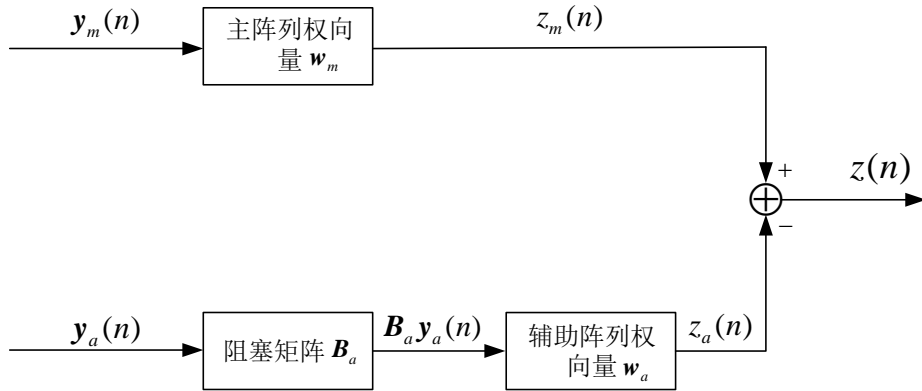 y_m(n)
主阵列权向
量 w_m
z_m(n)
+
z(n)
−
y_a(n)
阻塞矩阵 B_a
B_a y_a(n)
辅助阵列权
向量 w_a
z_a(n)